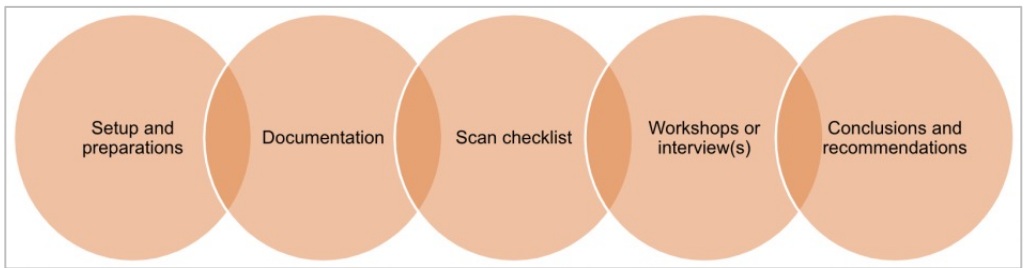 Setup and
preparations
Documentation
Scan checklist
Workshops or
interview(s)
Conclusions and
recommendations